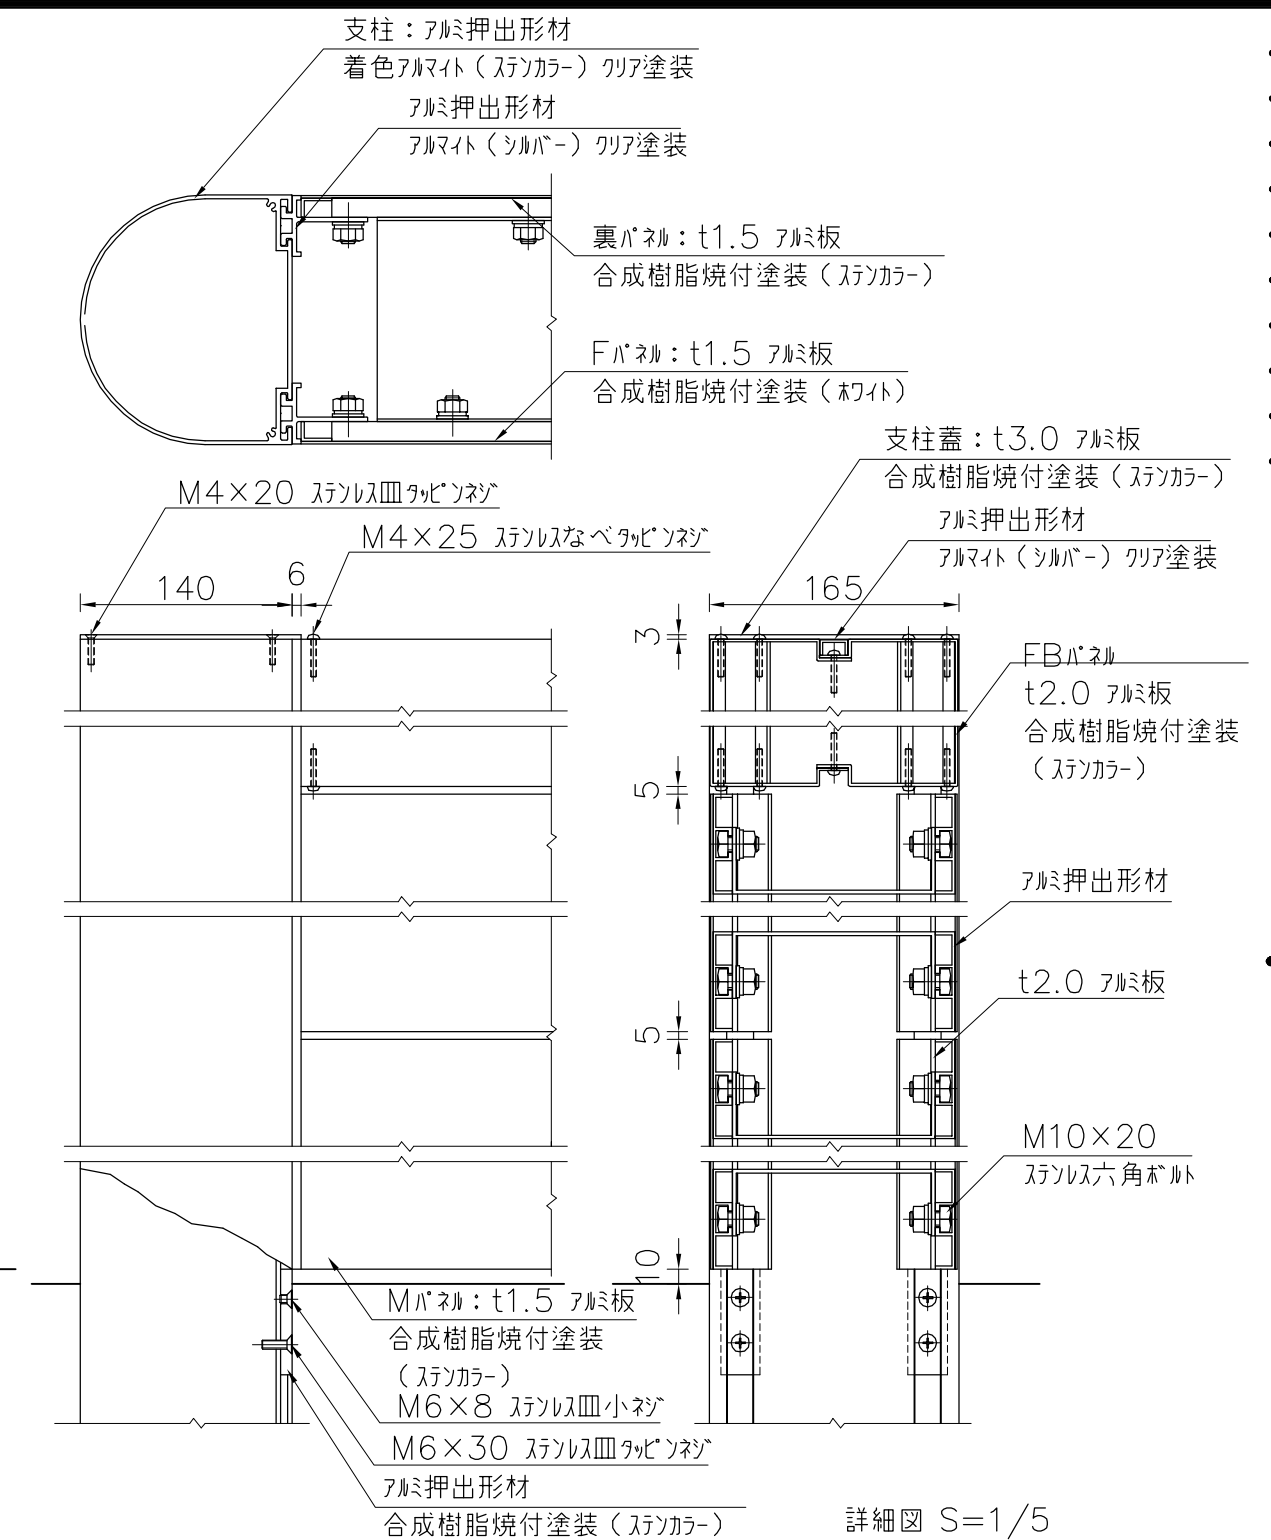 支柱：アルミ押出形材
着色アルマイト（ステンカラー）クリア塗装
アルミ押出形材
アルマイト（シルバー）クリア塗装
裏パネル：t1.5 アルミ板
合成樹脂焼付塗装（ステンカラー）
Fパネル：t1.5 アルミ板
合成樹脂焼付塗装（ホワイト）
支柱蓋：t3.0 アルミ板
合成樹脂焼付塗装（ステンカラー）
アルミ押出形材
アルマイト（シルバー）クリア塗装
M4×20 ステンレス皿タッピンネジ
M4×25 ステンレスなべタッピンネジ
140
6
165
3
FBパネル
t2.0 アルミ板
合成樹脂焼付塗装
（ステンカラー）
5
アルミ押出形材
t2.0 アルミ板
5
M10×20
ステンレス六角ボルト
10
Mパネル：t1.5 アルミ板
合成樹脂焼付塗装
（ステンカラー）
M6×8 ステンレス皿小ネジ
M6×30 ステンレス皿タッピンネジ
アルミ押出形材
合成樹脂焼付塗装（ステンカラー）
詳細図 S=1/5